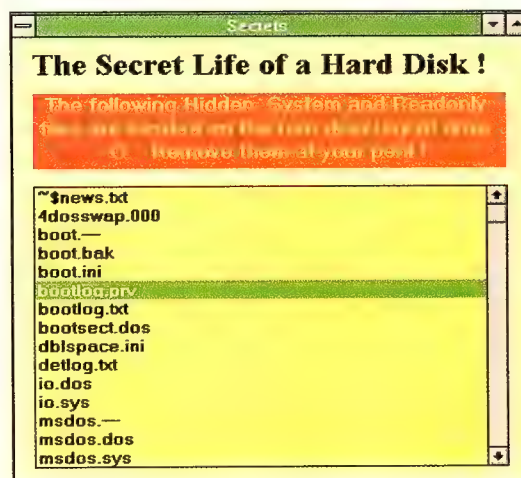 Secrets
The Secret Life of a Hard Disk !
The following Hidden, System and Readonly
Remove them at your peril !
~$news.txt
4dosswap.000
boot.—
boot.bak
boot.ini
bootlog.prv
bootlog.txt
bootsect.dos
dblspace.ini
detlog.txt
io.dos
io.sys
msdos.—
msdos.dos
msdos.sys